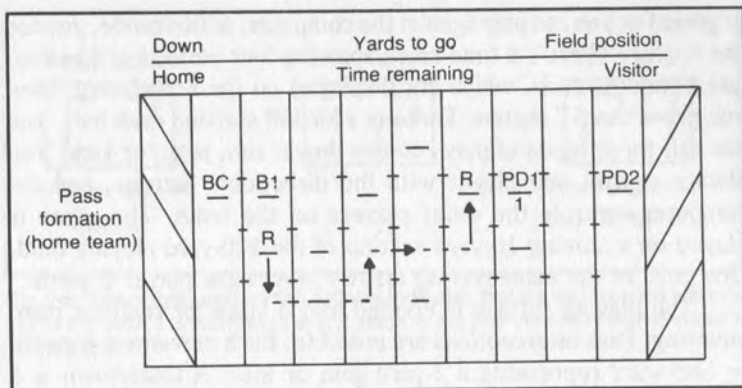 Down Yards to go Field position
Home Time remaining Visitor
BC B1 R PD1 PD2
R 1
Pass
formation
(home team)